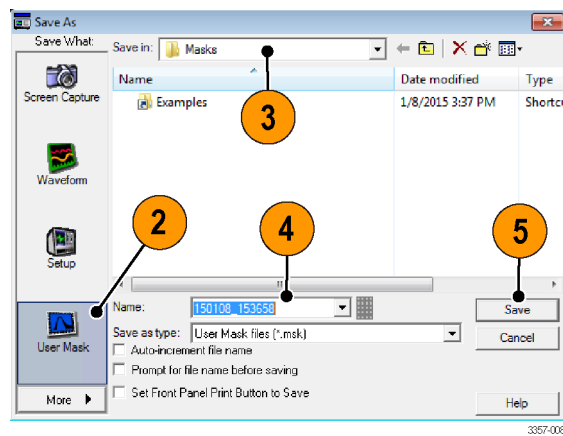 Save As
Save What:
Save in: Masks
Name Date modified Type
Screen Capture
Examples 1/8/2015 3:37 PM Shortcu
3
Waveform
2 4 5
Setup
Name: 150108_153658 Save
Save as type: User Mask files (*.msk) Cancel
User Mask
Auto-increment file name
Prompt for file name before saving
Set Front Panel Print Button to Save
More Help
3357-008